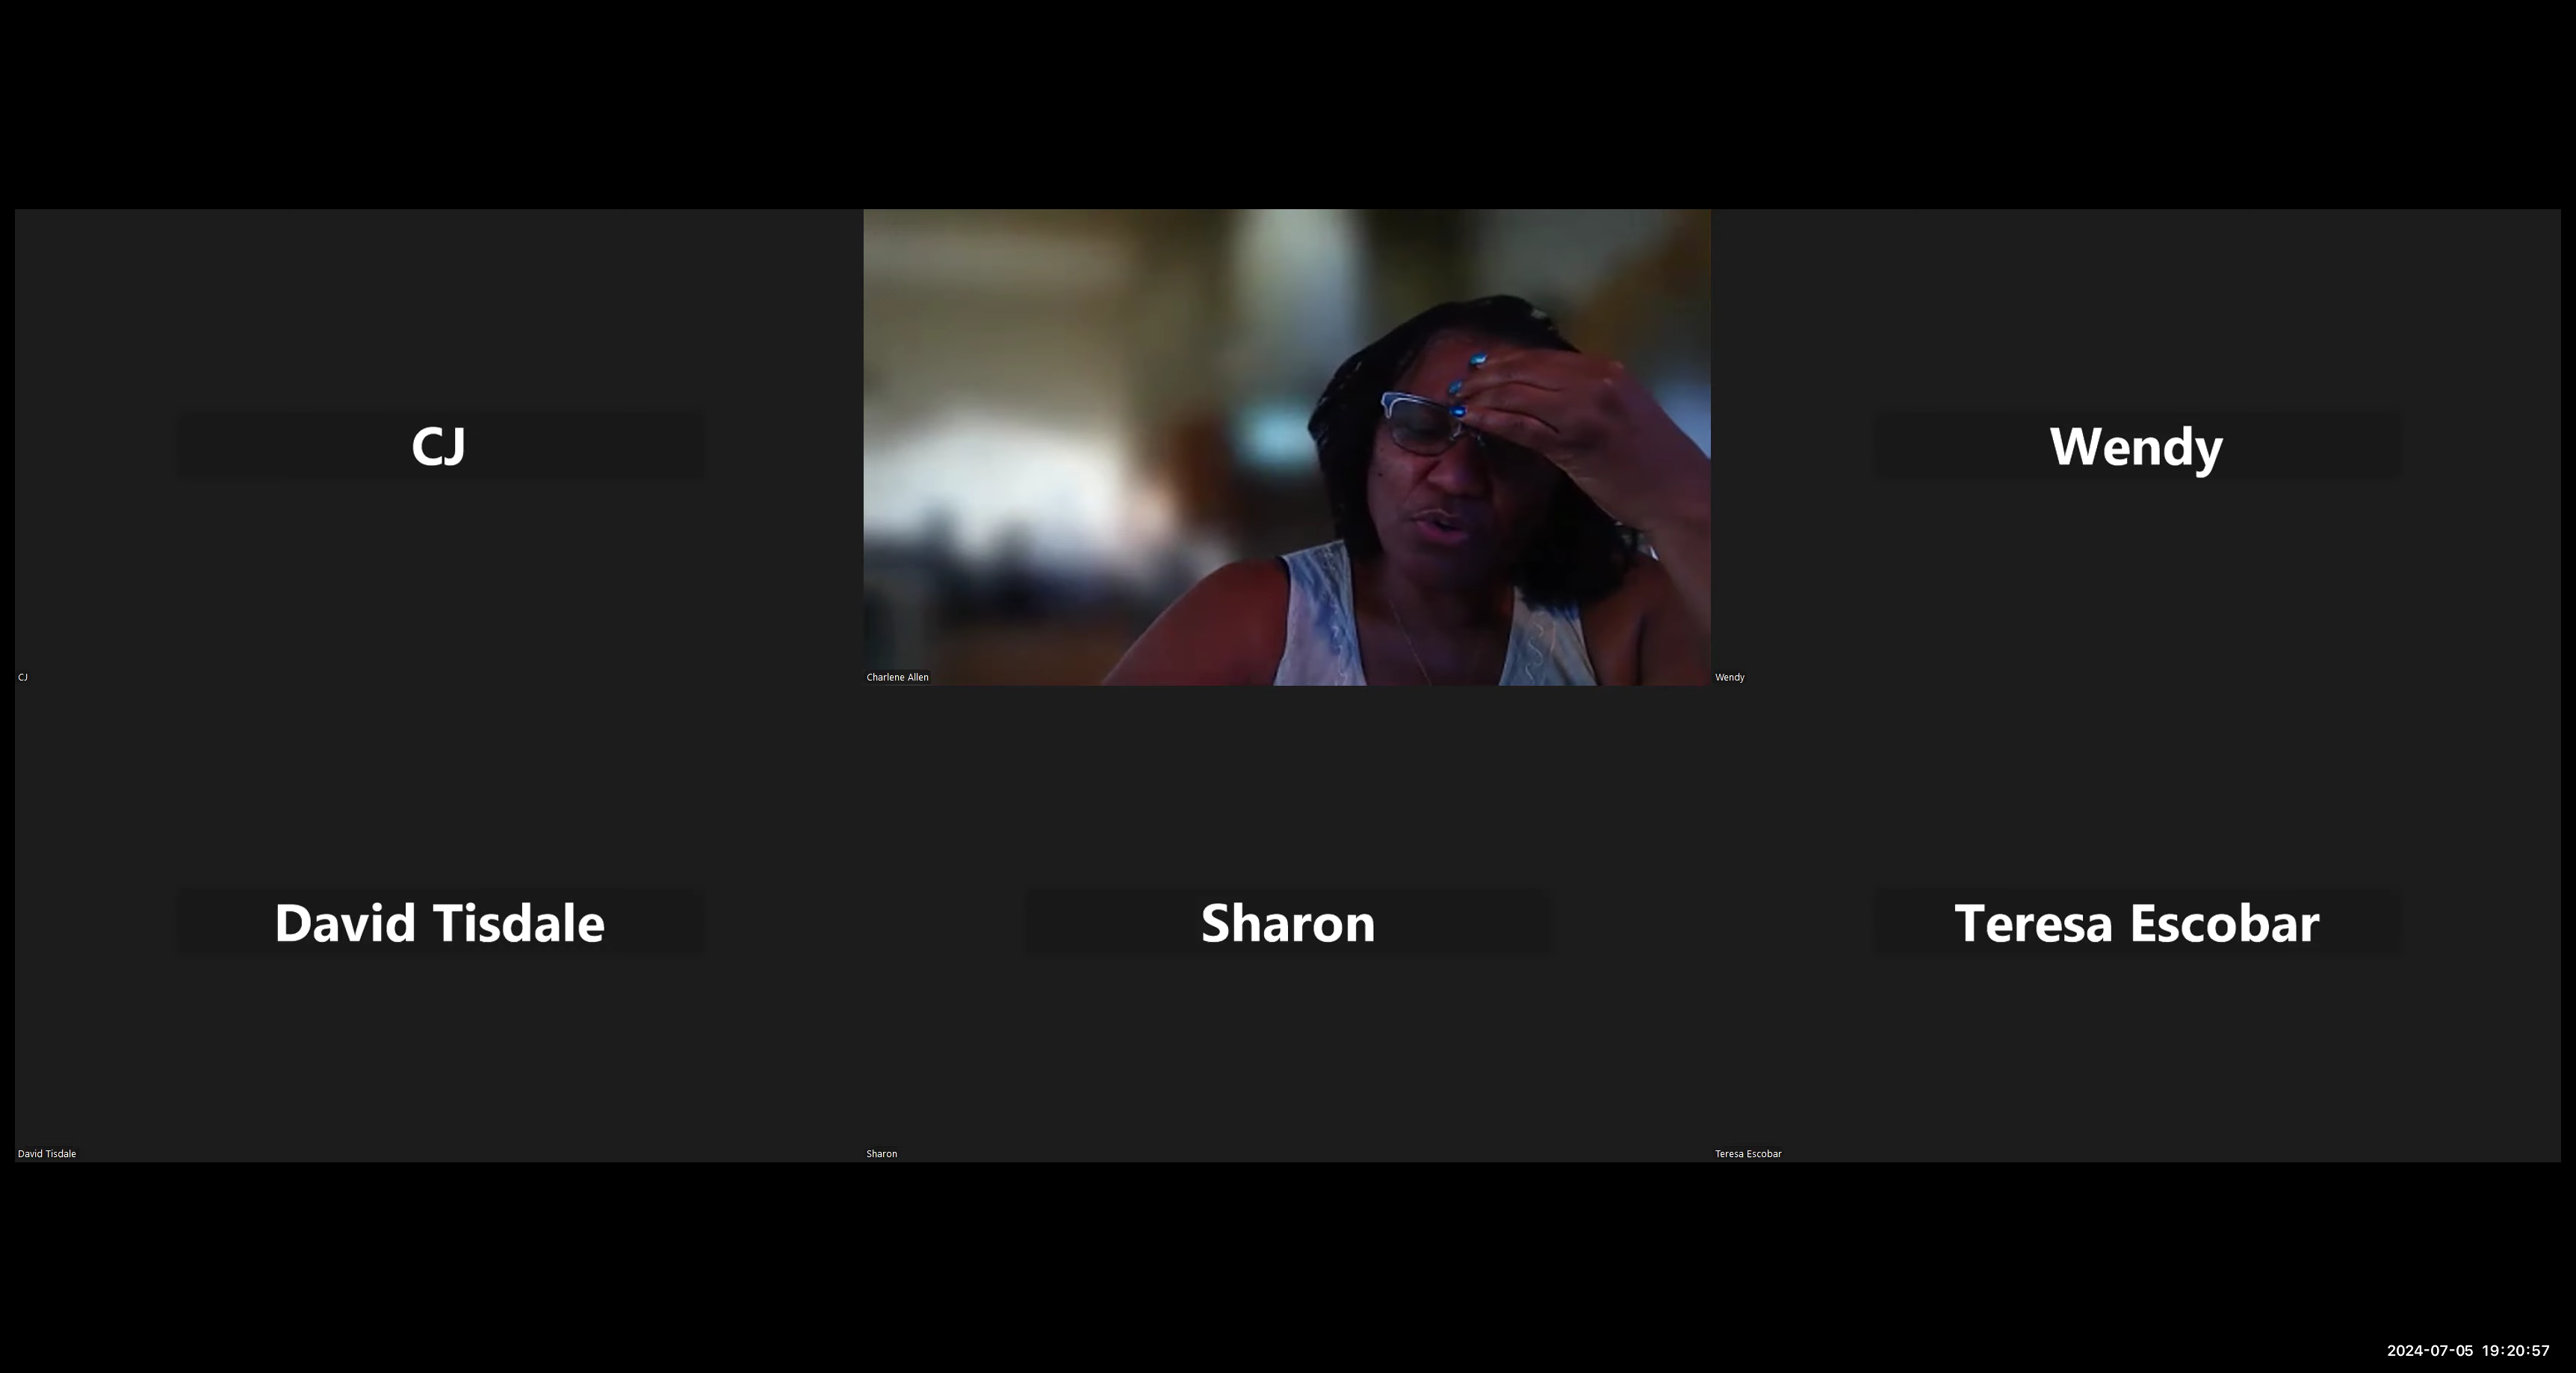 CJ
Wendy
CJ
Charlene Allen
Wendy
David Tisdale
Sharon
Teresa Escobar
David Tisdale
Sharon
Teresa Escobar
2024-07-05 19:20:57